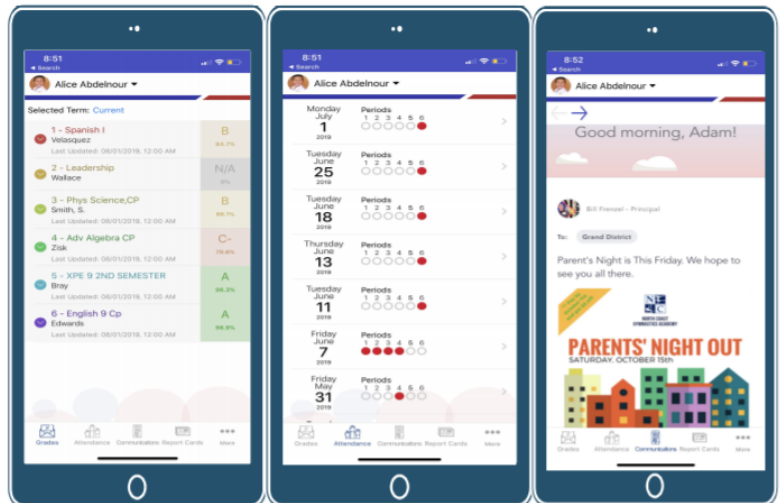 8:51
Search
Alice Abdelnour
Selected Term: Current
1 - Spanish I
Velasquez
Last Updated: 08/01/2019, 12:00 AM
B
84.7%
2 - Leadership
Wallace
N/A
0%
3 - Phys Science,CP
Smith, S.
Last Updated: 08/01/2019, 12:00 AM
B
4 - Adv Algebra CP
Zisk
Last Updated: 08/01/2019, 12:00 AM
C-
70.6%
5 - XPE 9 2ND SEMESTER
Bray
Last Updated: 08/01/2019, 12:00 AM
A
6 - English 9 Cp
Edwards
Last Updated: 08/01/2019, 12:00 AM
A
Grades Attendance Communications Report Cards More
8:51
Search
Alice Abdelnour
Monday
July
1
2019
Periods
1 2 3 4 5 6
Tuesday
June
25
2019
Periods
1 2 3 4 5 6
Tuesday
June
18
2019
Periods
1 2 3 4 5 6
Thursday
June
13
2019
Periods
1 2 3 4 5 6
Tuesday
June
11
2019
Periods
1 2 3 4 5 6
Friday
June
7
2019
Periods
1 2 3 4 5 6
Friday
May
31
2019
Periods
1 2 3 4 5 6
Grades Attendance Communications Report Cards More
8:52
Search
Alice Abdelnour
Good morning, Adam!
Bill Frenzel - Principal
To: Grand District
Parent's Night is This Friday. We hope to
see you all there.
NORTH COAST
GYMNASTICS ACADEMY
PARENTS' NIGHT OUT
SATURDAY, OCTOBER 15th
Grades Attendance Communications Report Cards More